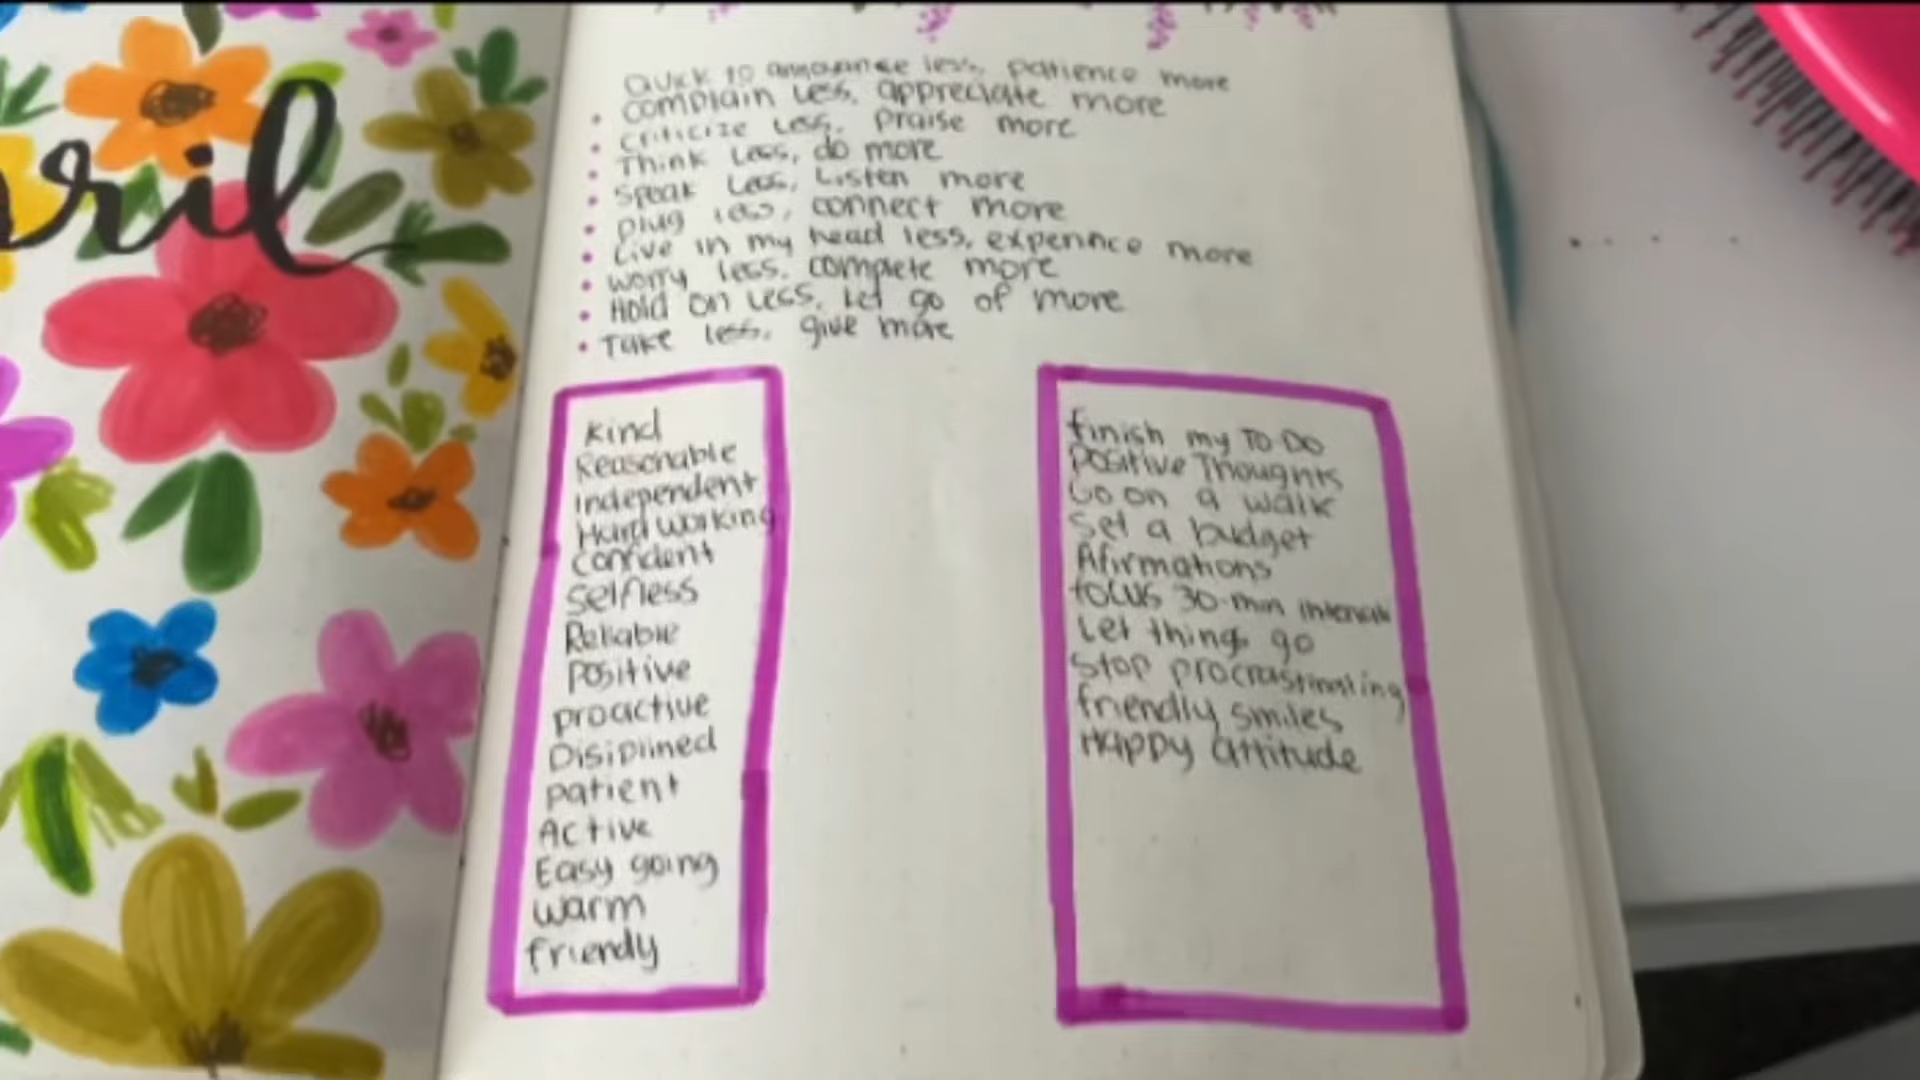 ril
Quick to annoyance less, patience more
• complain less, appreciate more
• criticize less, praise more
• Think less, do more
• speak less, listen more
• plug less, connect more
• Live in my head less, experince more
• worry less, complete more
• Hold on less, let go of more
• Take less, give more
kind
Reasonable
Independent
Hard working
confident
selfless
Reliable
Positive
proactive
Disiplined
patient
Active
Easy going
warm
friendly
finish my TO-DO
Positive Thoughts
Go on a walk
Set a budget
Afirmations
focus 30-min intervals
Let things go
Stop procrastinating
friendly smiles
Happy attitude